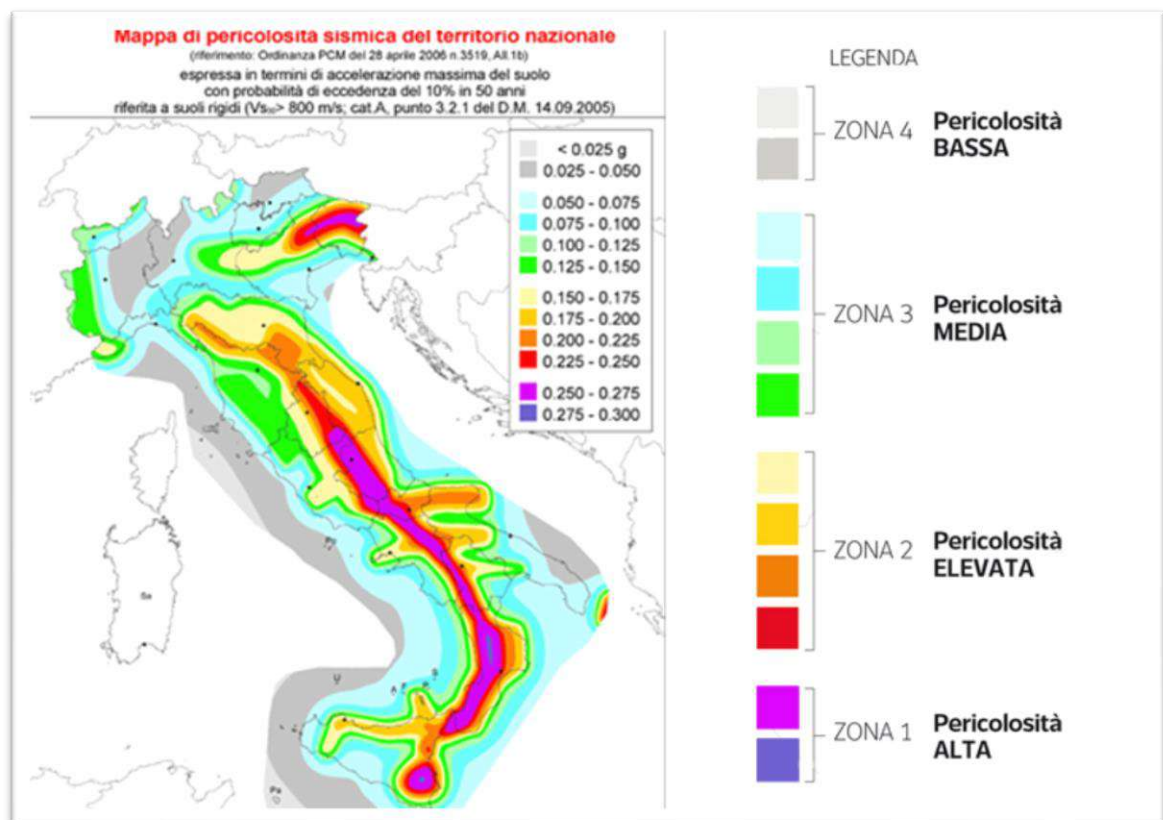 Mappa di pericolosità sismica del territorio nazionale
(riferimento: Ordinanza PCM del 28 aprile 2006 n.3519, All.1b)
espressa in termini di accelerazione massima del suolo
con probabilità di eccedenza del 10% in 50 anni
riferita a suoli rigidi (Vs₃₀> 800 m/s; cat.A, punto 3.2.1 del D.M. 14.09.2005)
< 0.025 g
0.025 - 0.050
0.050 - 0.075
0.075 - 0.100
0.100 - 0.125
0.125 - 0.150
0.150 - 0.175
0.175 - 0.200
0.200 - 0.225
0.225 - 0.250
0.250 - 0.275
0.275 - 0.300
U
S
A
Pa
LEGENDA
ZONA 4
Pericolosità
BASSA
ZONA 3
Pericolosità
MEDIA
ZONA 2
Pericolosità
ELEVATA
ZONA 1
Pericolosità
ALTA